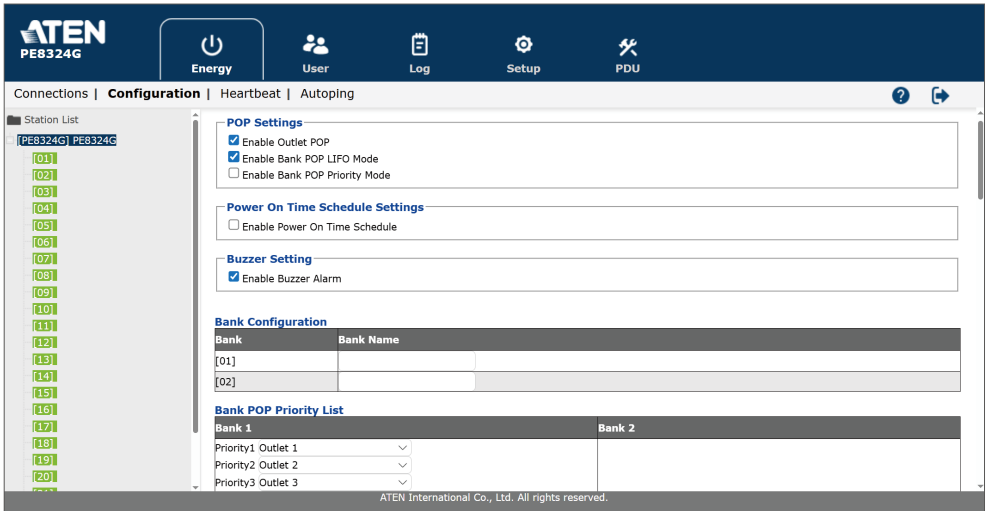 ATEN
PE8324G
Energy
User
Log
Setup
PDU
Connections | Configuration | Heartbeat | Autoping
?
Station List
[PE8324G] PE8324G
[01]
[02]
[03]
[04]
[05]
[06]
[07]
[08]
[09]
[10]
[11]
[12]
[13]
[14]
[15]
[16]
[17]
[18]
[19]
[20]
POP Settings
Enable Outlet POP
Enable Bank POP LIFO Mode
Enable Bank POP Priority Mode
Power On Time Schedule Settings
Enable Power On Time Schedule
Buzzer Setting
Enable Buzzer Alarm
Bank Configuration
Bank Bank Name
[01]
[02]
Bank POP Priority List
Bank 1 Bank 2
Priority1 Outlet 1
Priority2 Outlet 2
Priority3 Outlet 3
ATEN International Co., Ltd. All rights reserved.